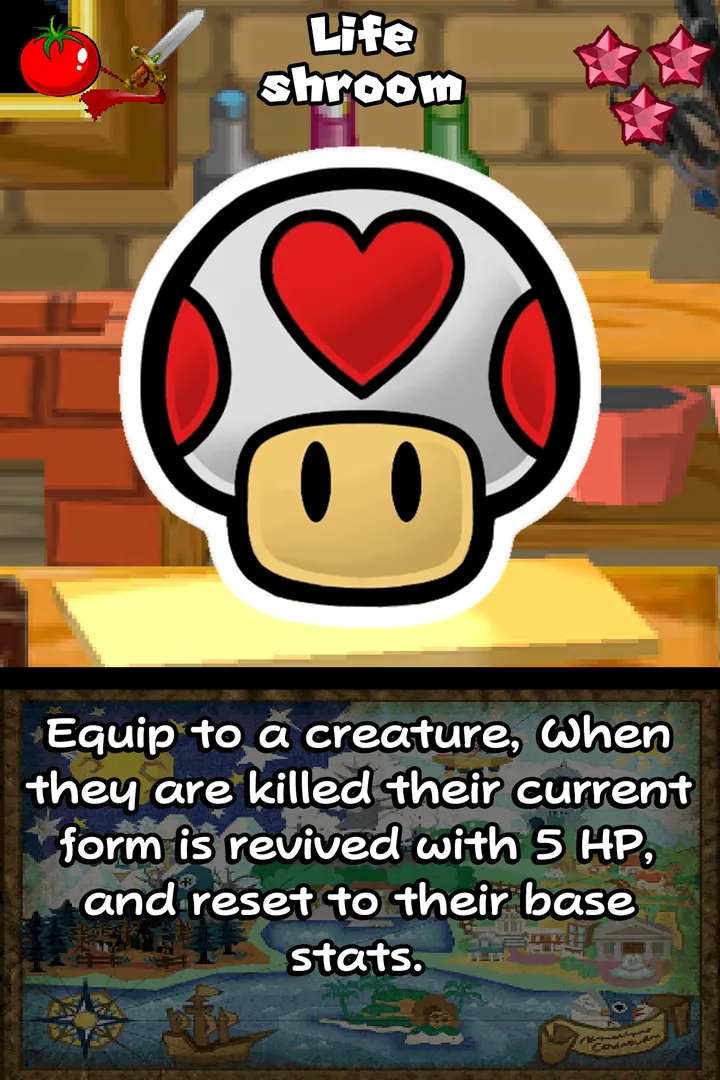 Life
shroom
Equip to a creature, When
they are killed their current
form is revived with 5 HP,
and reset to their base
stats.